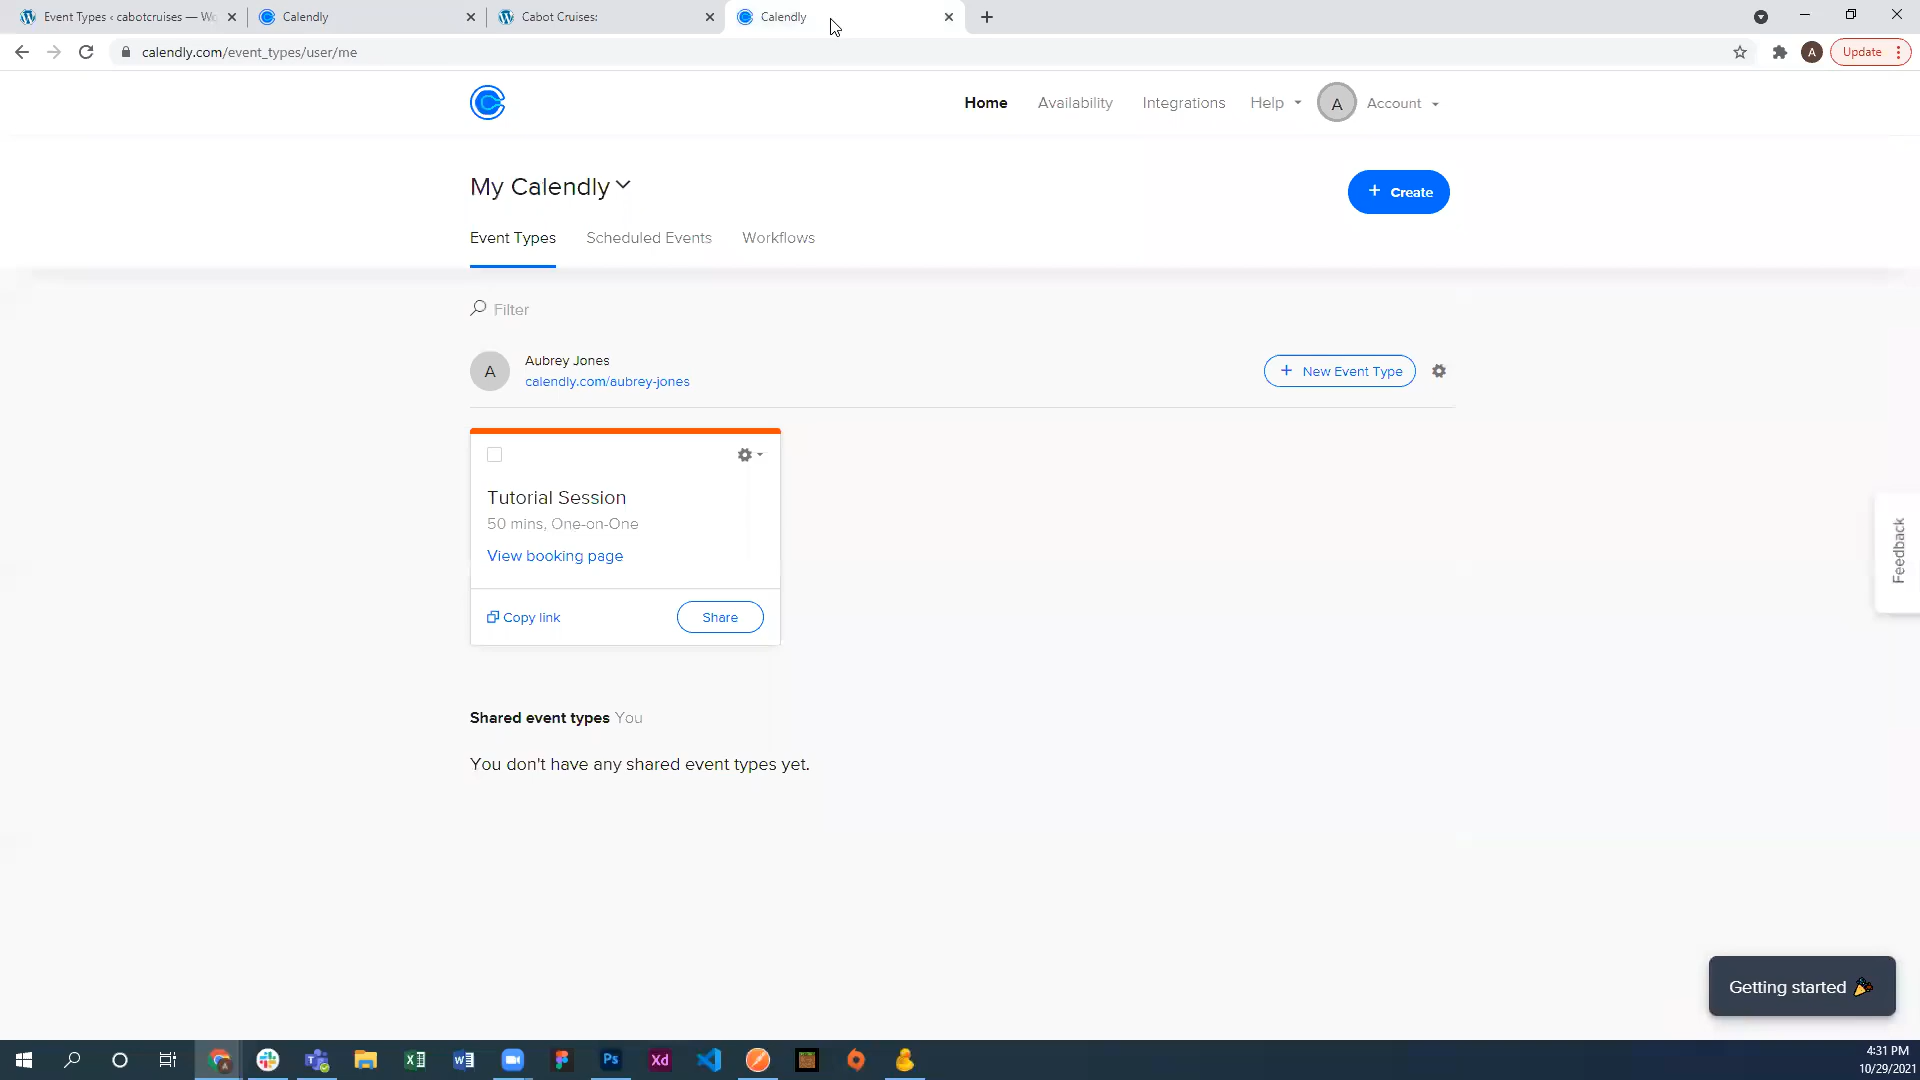 Event Types ‹ cabotcruises — Wo
Calendly
Cabot Cruises:
Calendly
calendly.com/event_types/user/me
A
Update
Home
Availability
Integrations
Help
A
Account
My Calendly
+ Create
Event Types
Scheduled Events
Workflows
Filter
A
Aubrey Jones
calendly.com/aubrey-jones
+ New Event Type
Tutorial Session
50 mins, One-on-One
View booking page
Copy link
Share
Feedback
Shared event types You
You don't have any shared event types yet.
Getting started
Ps
Xd
4:31 PM
10/29/2021